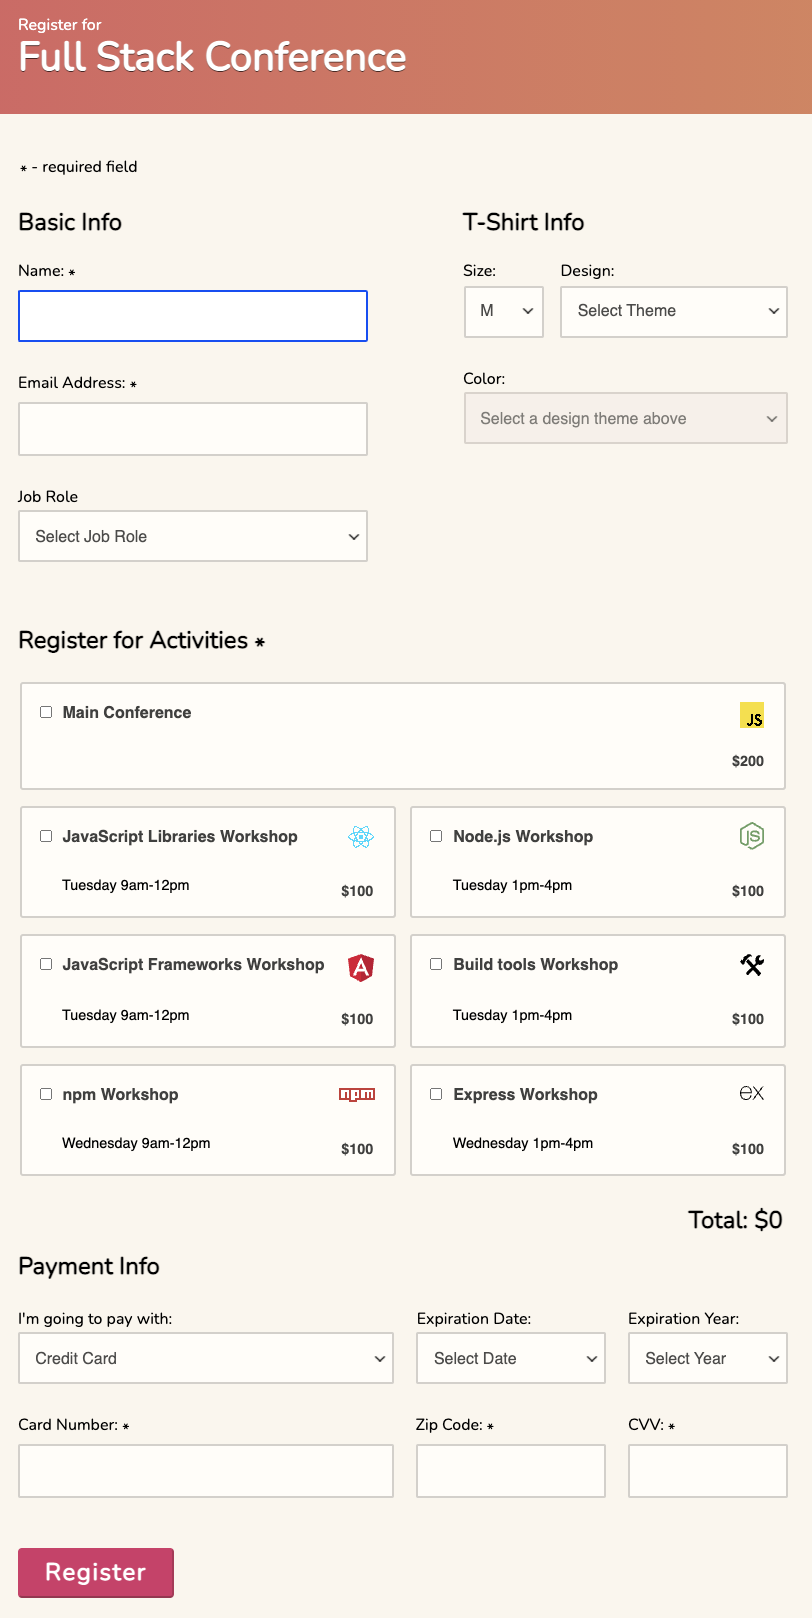 Register for
Full Stack Conference
* - required field
Basic Info
Name: *
Email Address: *
Job Role
Select Job Role
T-Shirt Info
Size:
Design:
M
Select Theme
Color:
Select a design theme above
Register for Activities *
Main Conference
JS
$200
JavaScript Libraries Workshop
Tuesday 9am-12pm
$100
Node.js Workshop
JS
Tuesday 1pm-4pm
$100
JavaScript Frameworks Workshop
A
Tuesday 9am-12pm
$100
Build tools Workshop
Tuesday 1pm-4pm
$100
npm Workshop
npm
Wednesday 9am-12pm
$100
Express Workshop
ex
Wednesday 1pm-4pm
$100
Total: $0
Payment Info
I'm going to pay with:
Expiration Date:
Expiration Year:
Credit Card
Select Date
Select Year
Card Number: *
Zip Code: *
CVV: *
Register